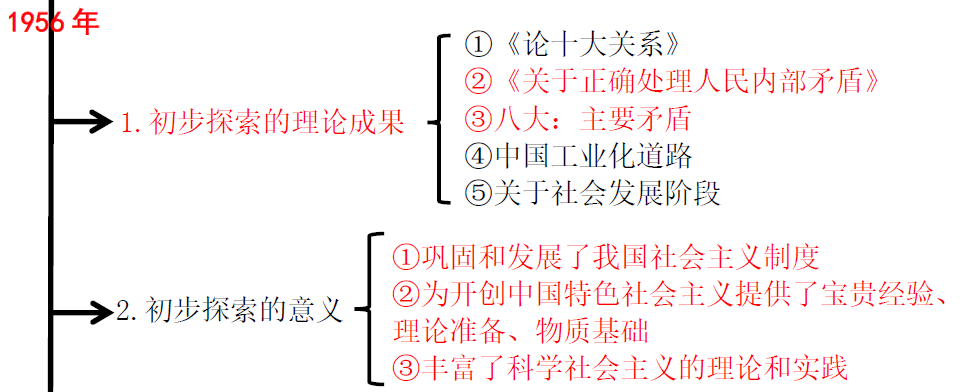 1956年
①《论十大关系》
②《关于正确处理人民内部矛盾》
1.初步探索的理论成果
③八大：主要矛盾
④中国工业化道路
⑤关于社会发展阶段
2.初步探索的意义
①巩固和发展了我国社会主义制度
②为开创中国特色社会主义提供了宝贵经验、
理论准备、物质基础
③丰富了科学社会主义的理论和实践